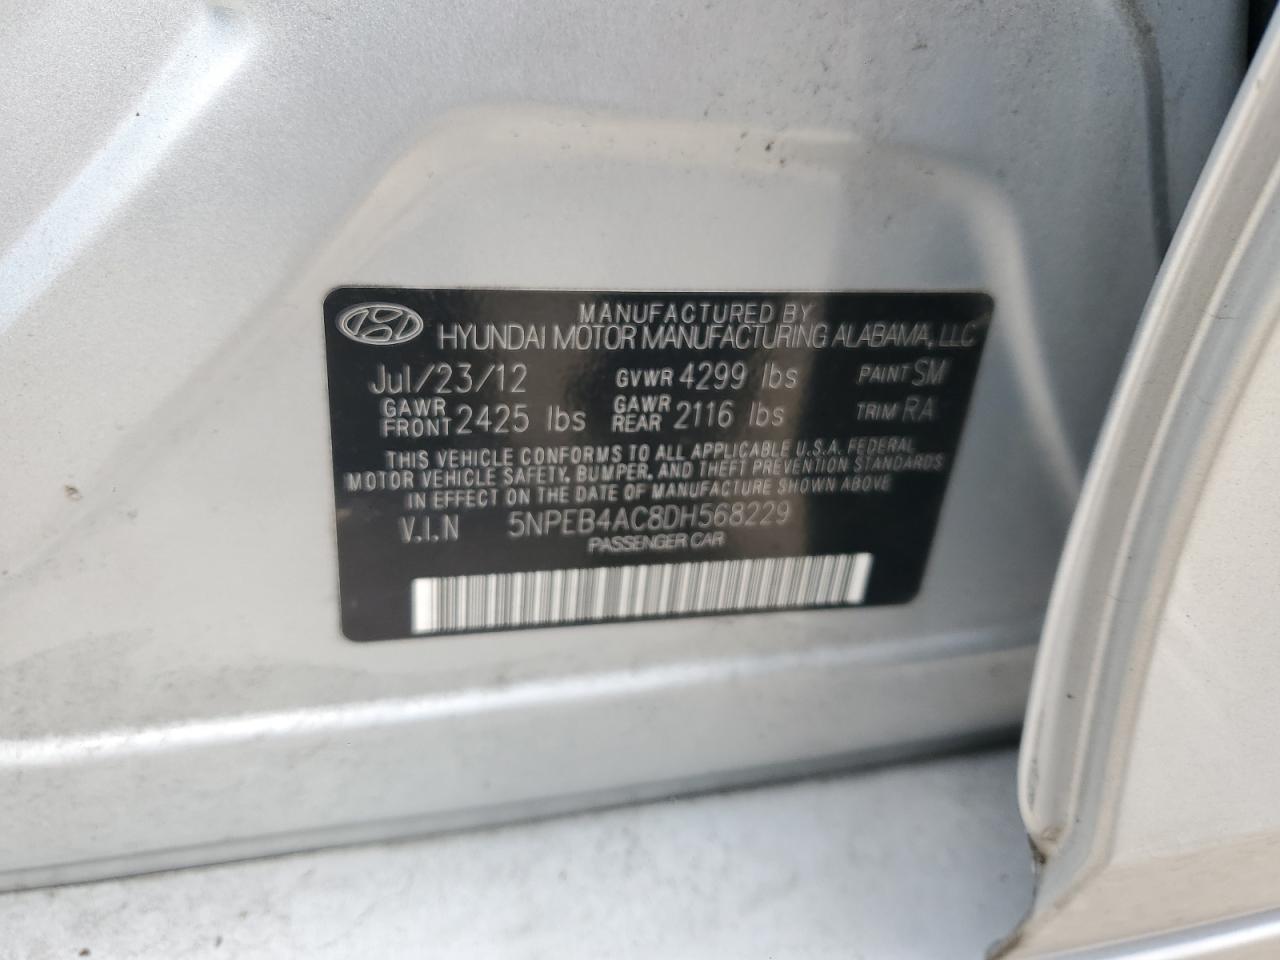 MANUFACTURED BY
HYUNDAI MOTOR MANUFACTURING ALABAMA, LLC
Jul/23/12 GVWR 4299 lbs PAINT SM
GAWR FRONT 2425 lbs GAWR REAR 2116 lbs TRIM RA
THIS VEHICLE CONFORMS TO ALL APPLICABLE U.S.A. FEDERAL
MOTOR VEHICLE SAFETY, BUMPER, AND THEFT PREVENTION STANDARDS
IN EFFECT ON THE DATE OF MANUFACTURE SHOWN ABOVE
V.I.N 5NPEB4AC8DH568229
PASSENGER CAR